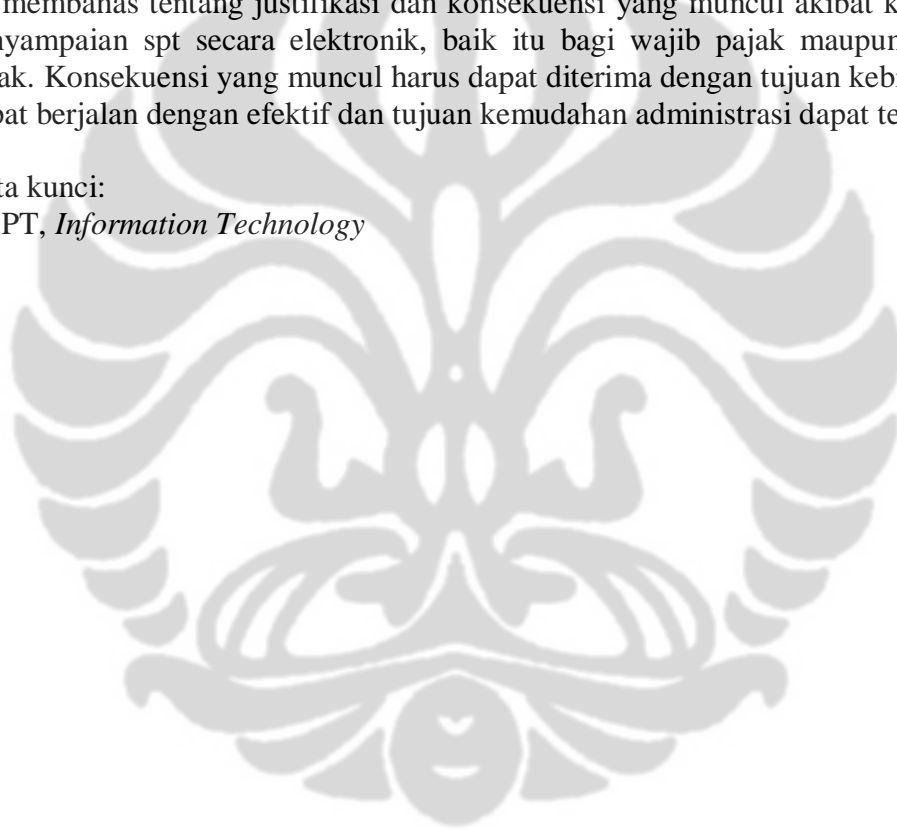 membahas tentang justifikasi dan konsekuensi yang muncul akibat k
nyampaian spt secara elektronik, baik itu bagi wajib pajak maupun
ak. Konsekuensi yang muncul harus dapat diterima dengan tujuan keb
pat berjalan dengan efektif dan tujuan kemudahan administrasi dapat te
ta kunci:
PT, Information Technology